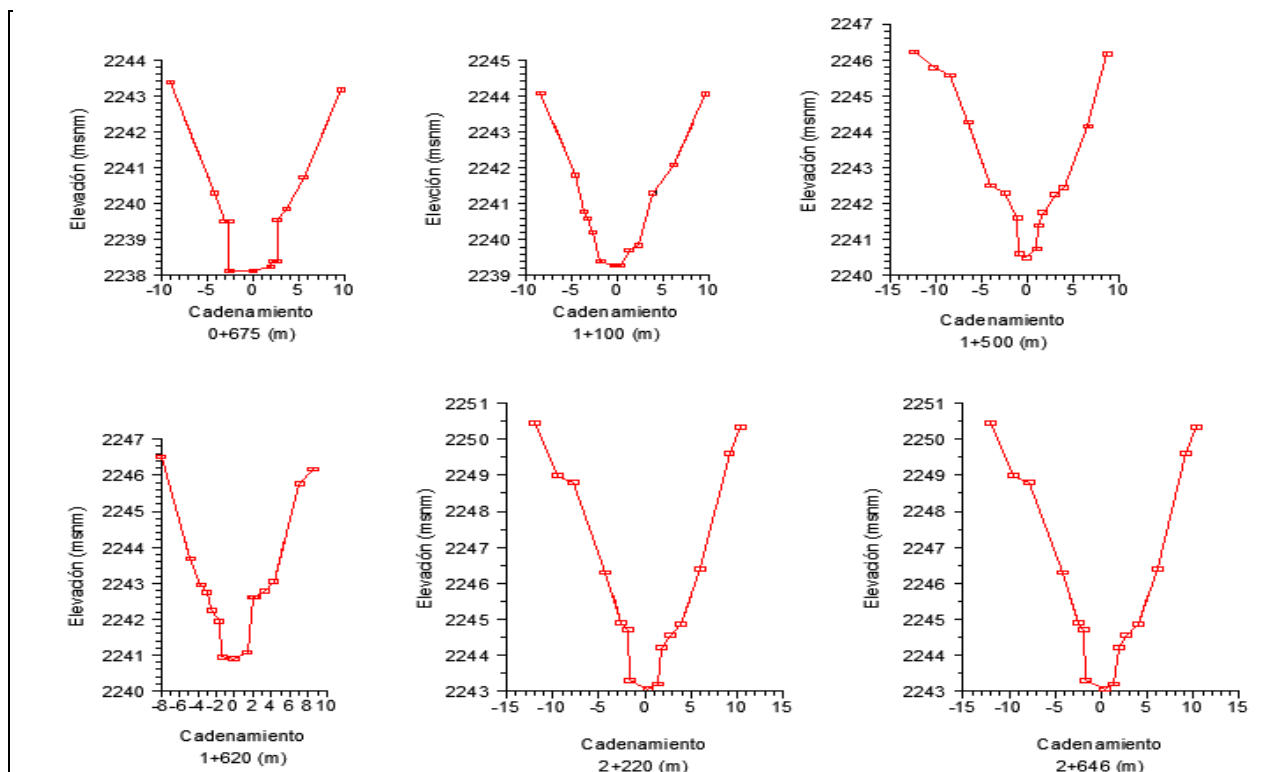 2244
2243
2242
2241
2240
2239
2238
Elevación (msnm)
-10 -5 0 5 10
Cadenamiento
0+675 (m)
2245
2244
2243
2242
2241
2240
2239
Elevción (msnm)
-10 -5 0 5 10
Cadenamiento
1+100 (m)
2247
2246
2245
2244
2243
2242
2241
2240
Elevación (msnm)
-15 -10 -5 0 5 10
Cadenamiento
1+500 (m)
2247
2246
2245
2244
2243
2242
2241
2240
Elevación (msnm)
-8 -6 -4 -2 0 2 4 6 8 10
Cadenamiento
1+620 (m)
2251
2250
2249
2248
2247
2246
2245
2244
2243
Elevación (msnm)
-15 -10 -5 0 5 10 15
Cadenamiento
2+220 (m)
2251
2250
2249
2248
2247
2246
2245
2244
2243
Elevación (msnm)
-15 -10 -5 0 5 10 15
Cadenamiento
2+646 (m)